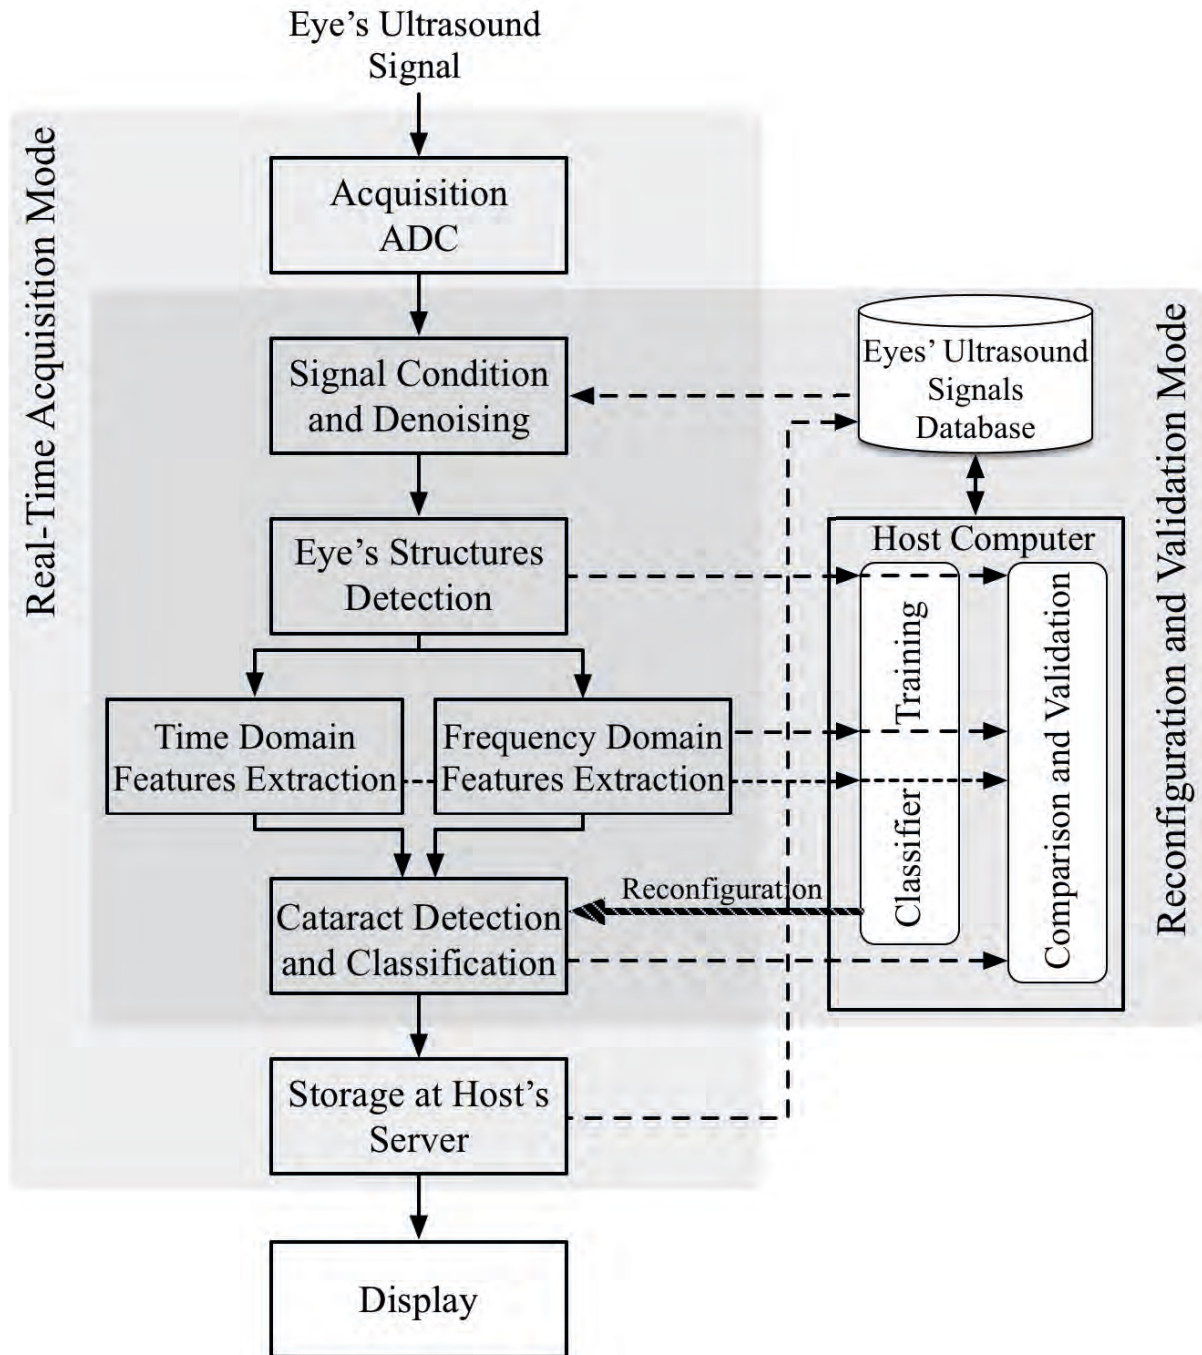 Eye's Ultrasound
Signal
Real-Time Acquisition Mode
Acquisition
ADC
Signal Condition
and Denoising
Eye's Structures
Detection
Time Domain
Features Extraction
Frequency Domain
Features Extraction
Cataract Detection
and Classification
Storage at Host's
Server
Display
Eyes' Ultrasound
Signals
Database
Host Computer
Classifier Training
Comparison and Validation
Reconfiguration
Reconfiguration and Validation Mode